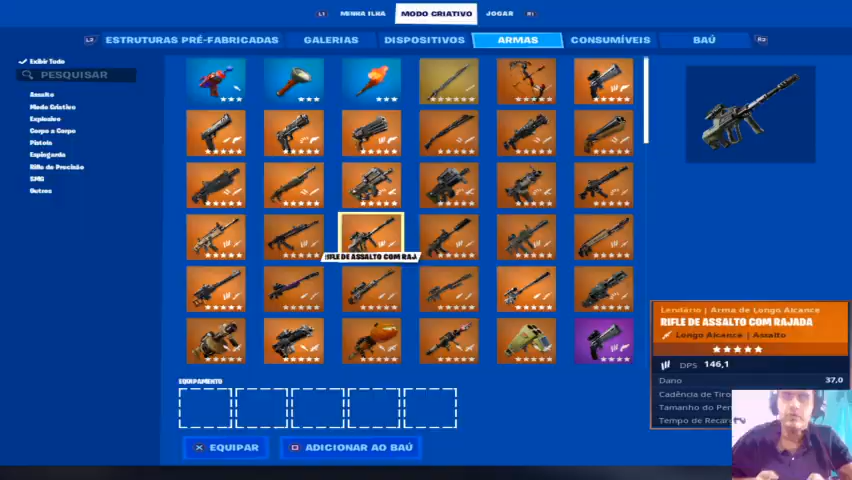 L1 MINHA ILHA MODO CRIATIVO JOGAR R1
L2 ESTRUTURAS PRÉ-FABRICADAS GALERIAS DISPOSITIVOS ARMAS CONSUMÍVEIS BAÚ R2
Exibir Todo
PESQUISAR
Assalto
Modo Criativo
Explosivo
Corpo a Corpo
Pistola
Espingarda
Rifle de Precisão
SMG
Outros
RIFLE DE ASSALTO COM RAJA
Lendário | Arma de Longo Alcance
RIFLE DE ASSALTO COM RAJADA
Longo Alcance | Assalto
DPS 146,1
Dano 37,0
Cadência de Tiro
Tamanho do Pen
Tempo de Recar
EQUIPAMENTO
EQUIPAR ADICIONAR AO BAÚ